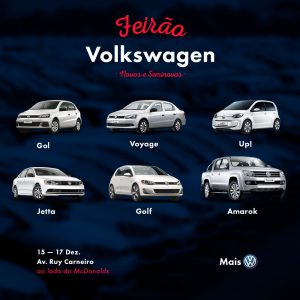 Feirão
Volkswagen
Novos e Seminovos
Gol Voyage Up!
Jetta Golf Amarok
15 — 17 Dez.
Av. Ruy Carneiro
ao lado do McDonalds
Mais